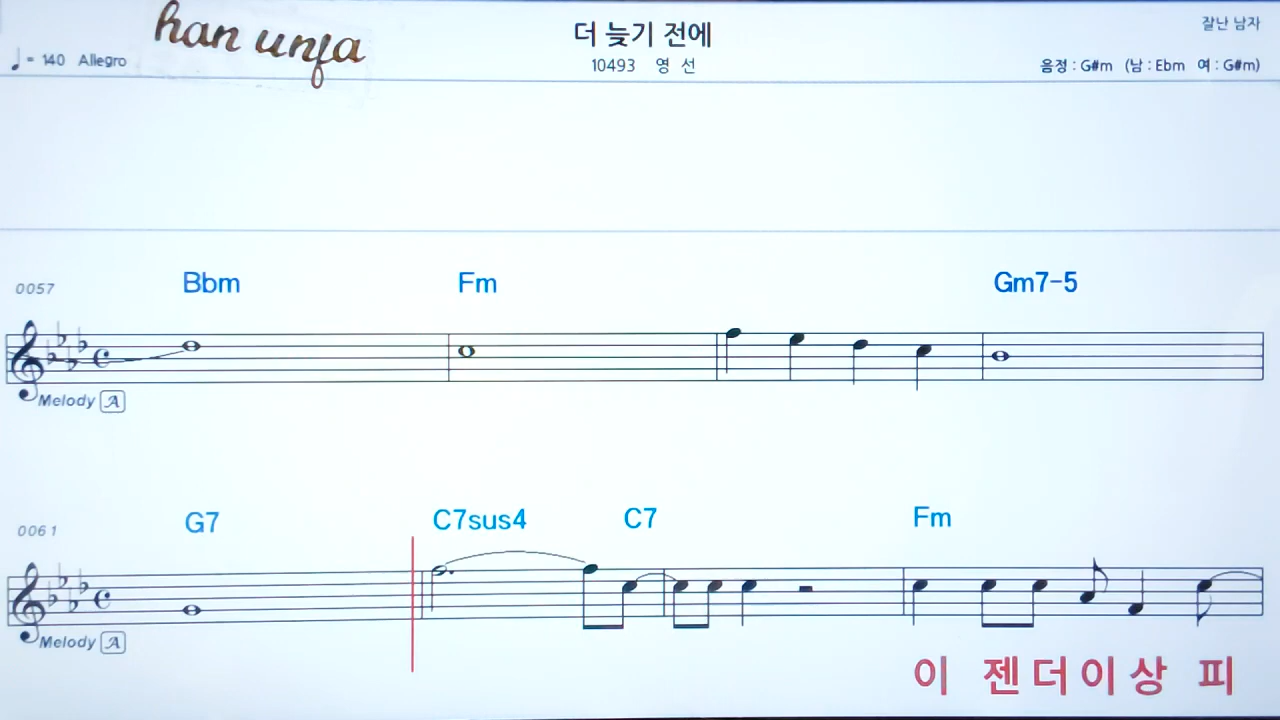 han unfa
더 늦기 전에
잘난 남자
♩= 140 Allegro
10493 영 선
음정 : G#m (남 : Ebm 여 : G#m)
0057 Bbm Fm Gm7-5
Melody A
0061 G7 C7sus4 C7 Fm
Melody A
이 젠 더 이 상 피